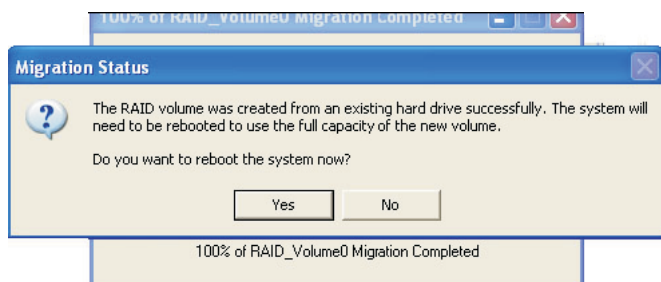 100% of RAID_Volume0 Migration Completed
Migration Status
The RAID volume was created from an existing hard drive successfully. The system will
need to be rebooted to use the full capacity of the new volume.
Do you want to reboot the system now?
Yes
No
100% of RAID_Volume0 Migration Completed